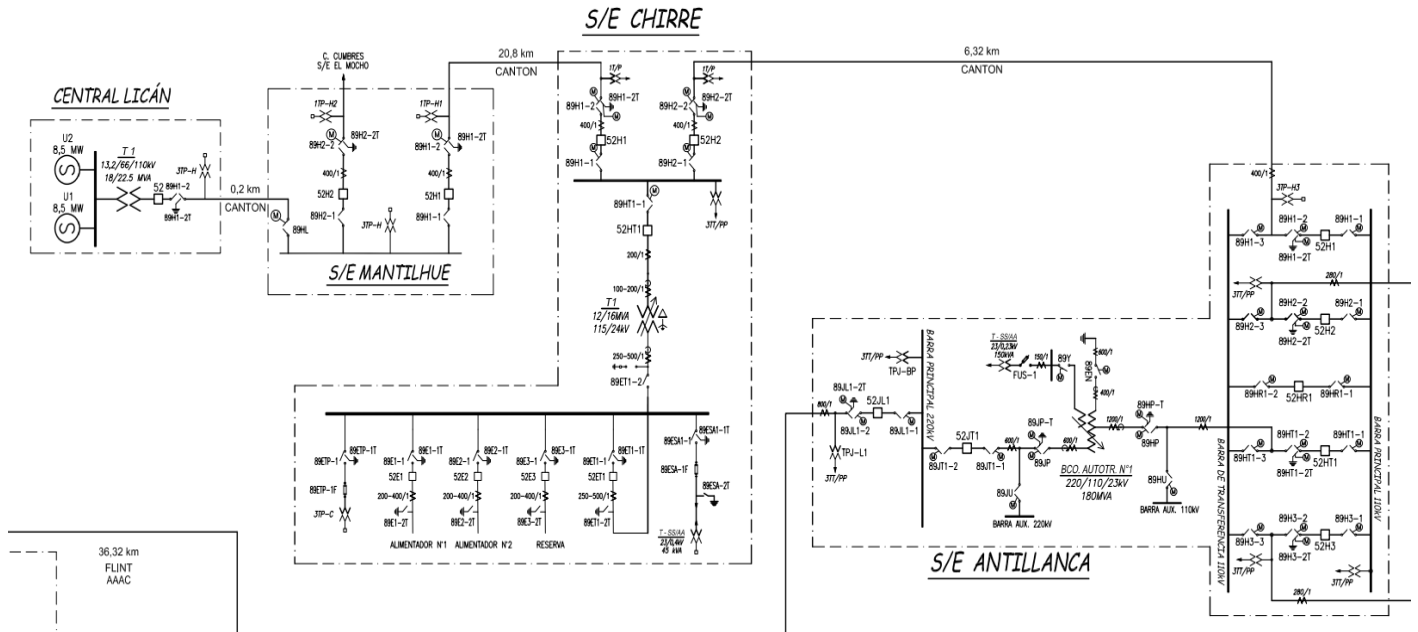 S/E CHIRRE
20,8 km
CANTON
6,32 km
CANTON
C. CUMBRES
S/E EL MOCHO
CENTRAL LICÁN
U2
8,5 MW
U1
8,5 MW
T1
13,2/66/110kV
18/22.5 MVA
52
89H1-2
89H1-2T
3TP-H
0,2 km
CANTON
1TP-H2
89H2-2T
89H2-2
400/1
52H2
89H2-1
89HL
3TP-H
1TP-H1
89H1-2T
89H1-2
400/1
52H1
89H1-1
S/E MANTILHUE
1T/P
89H1-2T
89H1-2
400/1
52H1
89H1-1
1T/P
89H2-2T
89H2-2
400/1
52H2
89H2-1
3TT/PP
89HT1-1
52HT1
200/1
100-200/1
T1
12/16MVA
115/24kV
250-500/1
89ET1-2
89ETP-1T
89ETP-1
89ETP-1F
3TP-C
89E1-1T
89E1-1
52E1
200-400/1
89E1-2T
ALIMENTADOR N°1
89E2-1T
89E2-1
52E2
200-400/1
89E2-2T
ALIMENTADOR N°2
89E3-1T
89E3-1
52E3
200-400/1
89E3-2T
RESERVA
89ET1-1T
89ET1-1
52ET1
250-500/1
89ET1-2T
89ESA1-1T
89ESA-1F
89ESA-2T
T-SS/AA
23/0,4kV
45 kVA
36,32 km
FLINT
AAAC
S/E ANTILLANCA
800/1
TPJ-L1
3TT/PP
89JL1-2T
89JL1-2
52JL1
89JL1-1
3TT/PP
TPJ-BP
BARRA PRINCIPAL 220kV
89JT1-2
52JT1
89JT1-1
600/1
89JU
BARRA AUX. 220kV
89JP-T
89JP
600/1
BCO. AUTOTR. N°1
220/110/23kV
180MVA
T-SS/AA
23/0,23kV
150kVA
FUS-1
150/1
89Y
600/1
89EN
400/1
1200/1
89HP-T
89HP
1200/1
89HU
BARRA AUX. 110kV
BARRA DE TRANSFERENCIA 110kV
BARRA PRINCIPAL 110kV
400/1
3TP-H3
89H1-3
89H1-2
89H1-2T
52H1
89H1-1
3TT/PP
280/1
89H2-3
89H2-2
89H2-2T
52H2
89H2-1
89HR1-2
52HR1
89HR1-1
89HT1-3
89HT1-2
89HT1-2T
52HT1
89HT1-1
89H3-3
89H3-2
89H3-2T
52H3
89H3-1
3TT/PP
3TT/PP
280/1